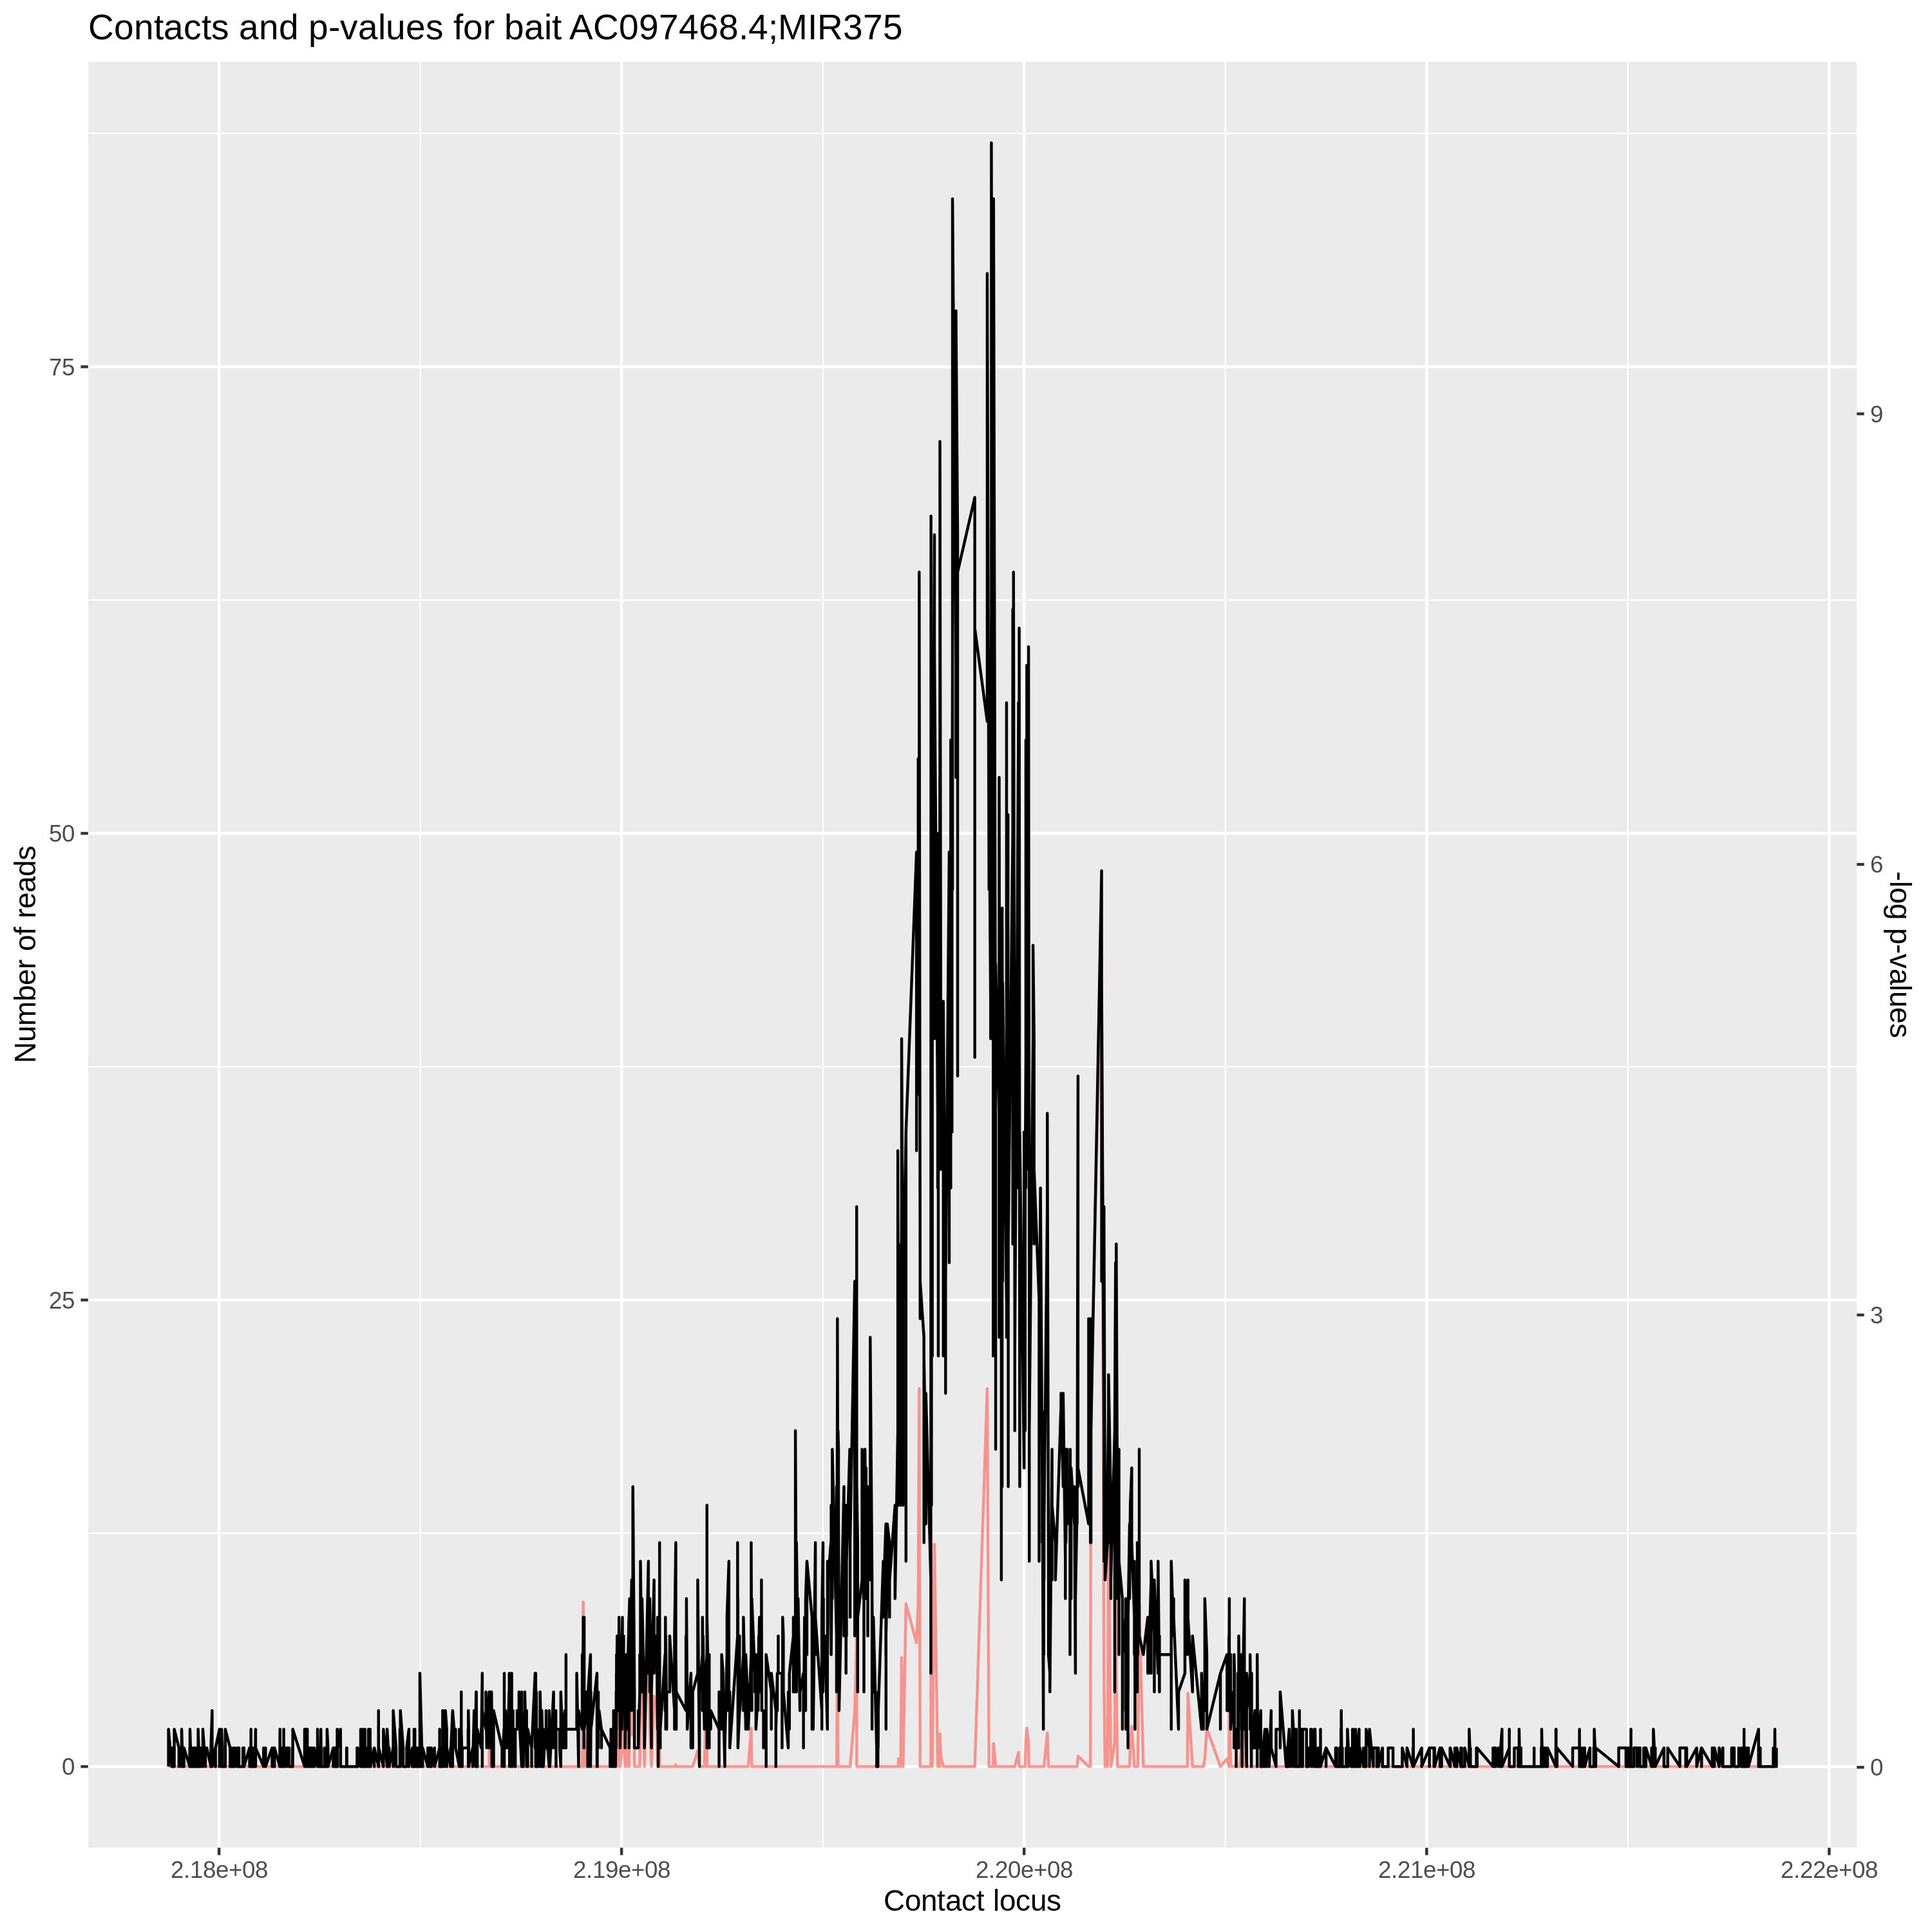 Contacts and p-values for bait AC097468.4;MIR375
75
50
25
0
9
6
3
0
Number of reads
-log p-values
2.18e+08
2.19e+08
2.20e+08
2.21e+08
2.22e+08
Contact locus